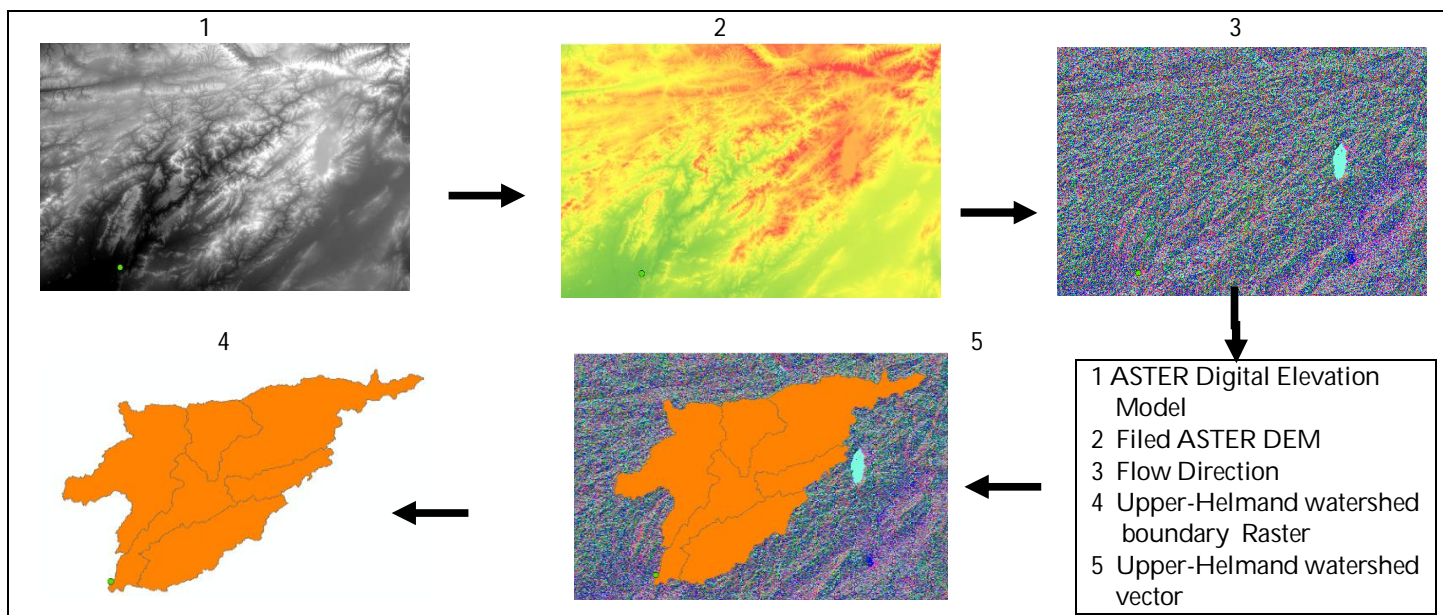 1
2
3
4
5
1 ASTER Digital Elevation
Model
2 Filed ASTER DEM
3 Flow Direction
4 Upper-Helmand watershed
boundary Raster
5 Upper-Helmand watershed
vector